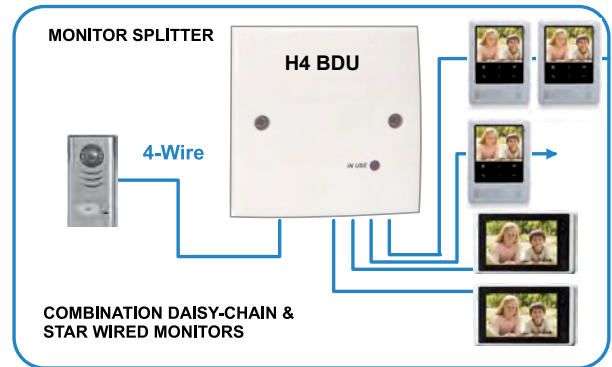 MONITOR SPLITTER
H4 BDU
4-Wire
IN USE
COMBINATION DAISY-CHAIN &
STAR WIRED MONITORS